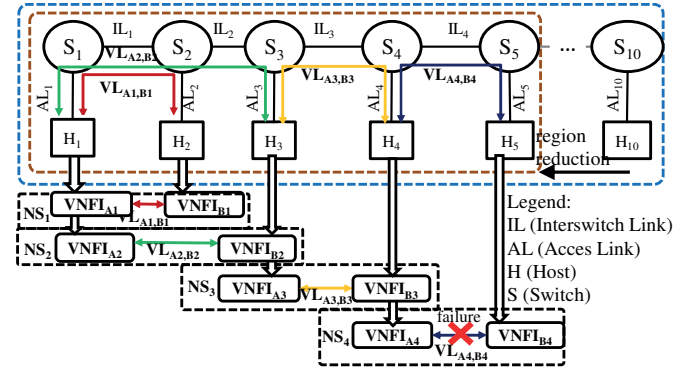 IL1 IL2 IL3 IL4
S1 S2 S3 S4 S5 ... S10
VLA2,B2
VLA3,B3 VLA4,B4
VLA1,B1
AL1 AL2 AL3 AL4 AL5 AL10
H1 H2 H3 H4 H5 H10
region
reduction
NS1 VNFIA1 VNFIB1
VLA1,B1
NS2 VNFIA2 VLA2,B2 VNFIB2
NS3 VNFIA3 VLA3,B3 VNFIB3
failure
NS4 VNFIA4 VNFIB4
VLA4,B4
Legend:
IL (Interswitch Link)
AL (Acces Link)
H (Host)
S (Switch)